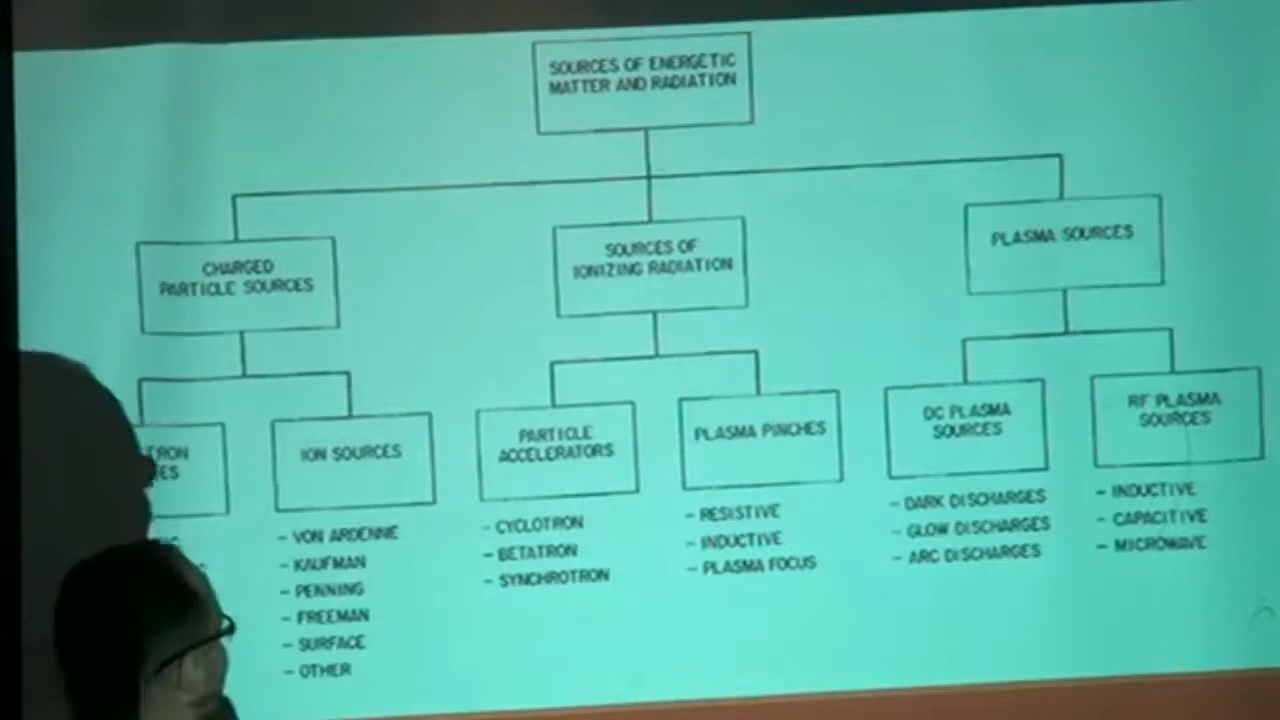 SOURCES OF ENERGETIC
MATTER AND RADIATION
CHARGED
PARTICLE SOURCES
SOURCES OF
IONIZING RADIATION
PLASMA SOURCES
ION SOURCES
- VON ARDENNE
- KAUFMAN
- PENNING
- FREEMAN
- SURFACE
- OTHER
PARTICLE
ACCELERATORS
- CYCLOTRON
- BETATRON
- SYNCHROTRON
PLASMA PINCHES
- RESISTIVE
- INDUCTIVE
- PLASMA FOCUS
DC PLASMA
SOURCES
- DARK DISCHARGES
- GLOW DISCHARGES
- ARC DISCHARGES
RF PLASMA
SOURCES
- INDUCTIVE
- CAPACITIVE
- MICROWAVE